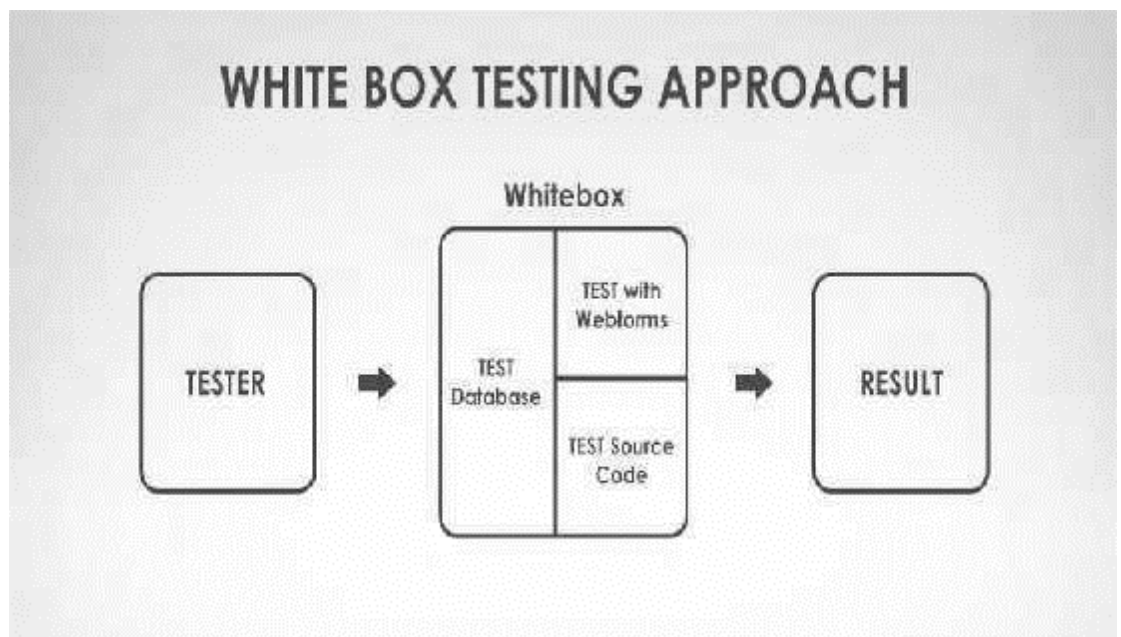 WHITE BOX TESTING APPROACH
Whitebox
TESTER
TEST
Database
TEST with
Webforms
TEST Source
Code
RESULT